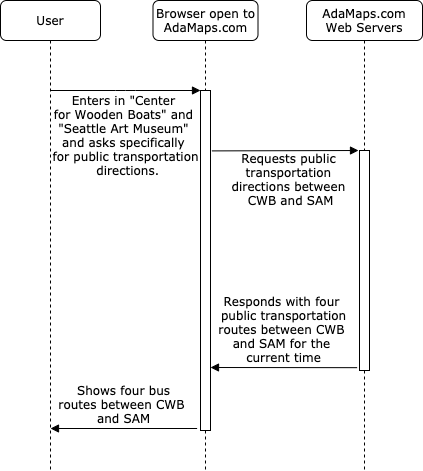 User
Browser open to
AdaMaps.com
AdaMaps.com
Web Servers
Enters in "Center
for Wooden Boats" and
"Seattle Art Museum"
and asks specifically
for public transportation
directions.
Requests public
transportation
directions between
CWB and SAM
Responds with four
public transportation
routes between CWB
and SAM for the
current time
Shows four bus
routes between CWB
and SAM